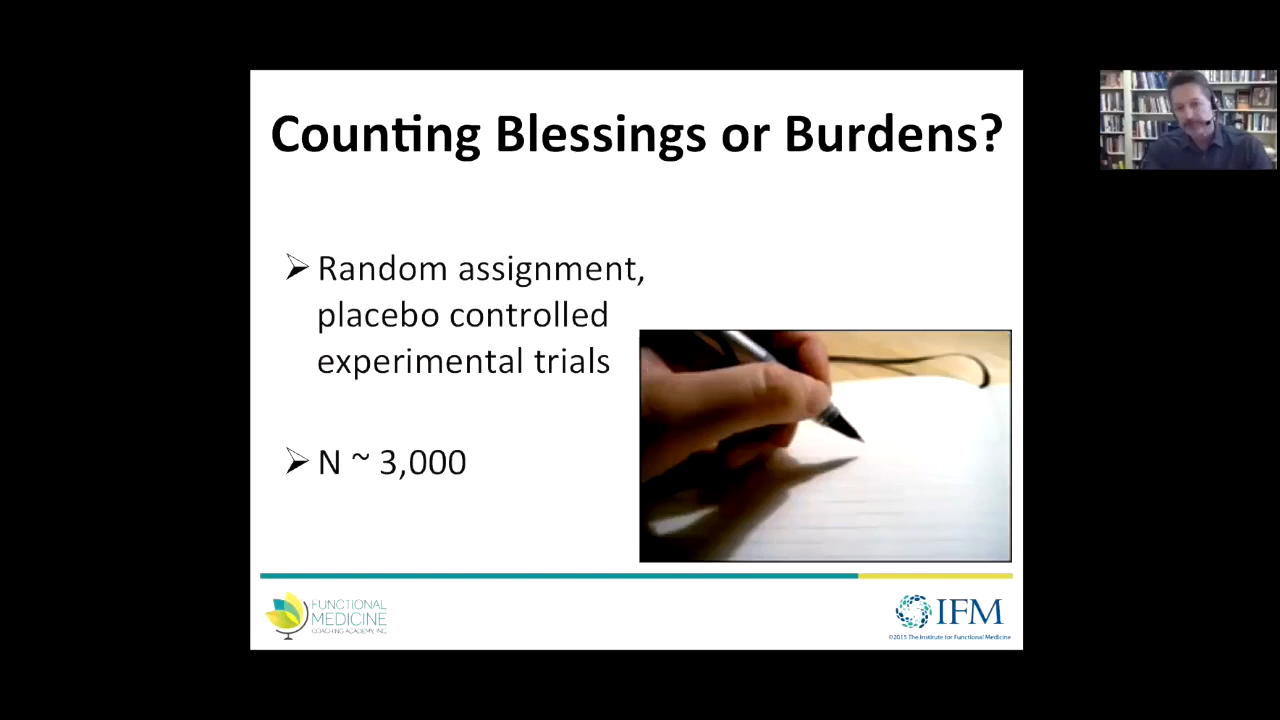 Counting Blessings or Burdens?
➢ Random assignment,
placebo controlled
experimental trials
➢ N ~ 3,000
FUNCTIONAL
MEDICINE
COACHING ACADEMY, INC
IFM
©2015 The Institute for Functional Medicine